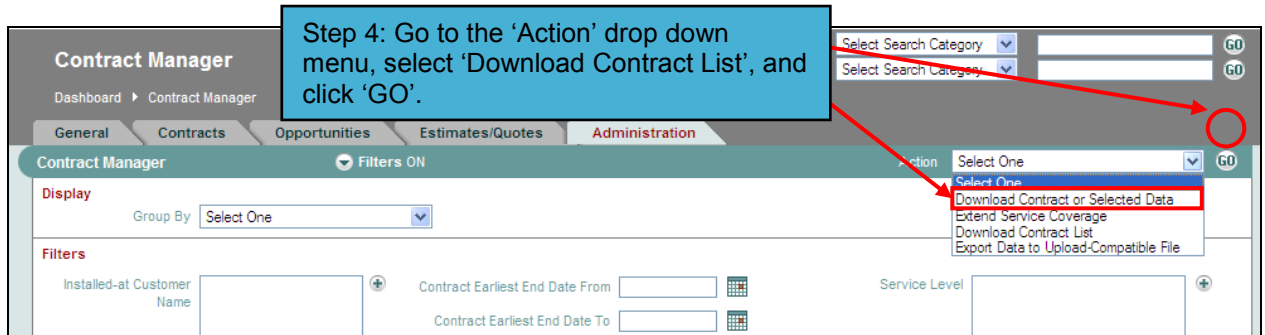 Step 4: Go to the ‘Action’ drop down
menu, select ‘Download Contract List’, and
click ‘GO’.
Contract Manager
Dashboard Contract Manager
Select Search Category GO
Select Search Category GO
General Contracts Opportunities Estimates/Quotes Administration
Contract Manager Filters ON Action Select One GO
Select One
Download Contract or Selected Data
Extend Service Coverage
Download Contract List
Export Data to Upload-Compatible File
Display
Group By Select One
Filters
Installed-at Customer
Name
Contract Earliest End Date From
Contract Earliest End Date To
Service Level